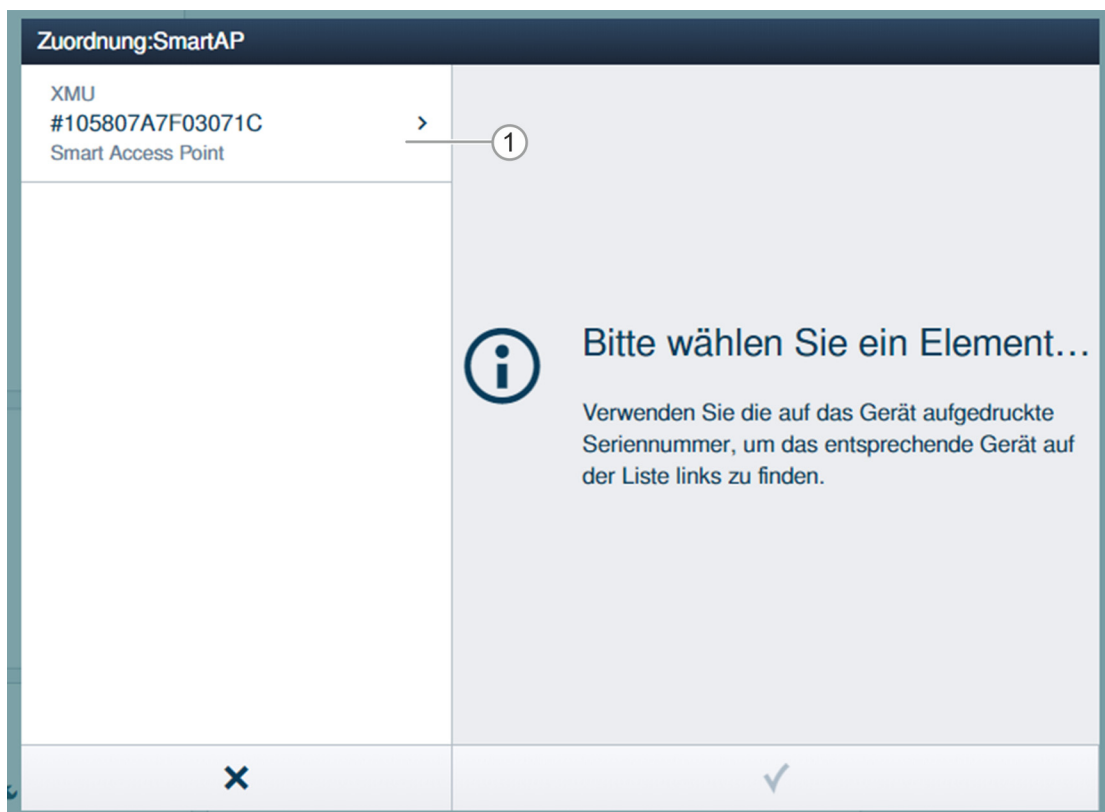 Zuordnung:SmartAP
XMU
#105807A7F03071C
Smart Access Point
1
Bitte wählen Sie ein Element...
Verwenden Sie die auf das Gerät aufgedruckte
Seriennummer, um das entsprechende Gerät auf
der Liste links zu finden.